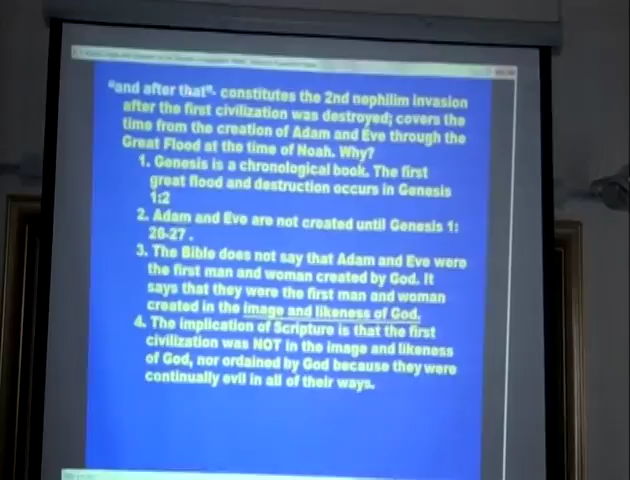 "and after that"- constitutes the 2nd nephilim invasion
after the first civilization was destroyed; covers the
time from the creation of Adam and Eve through the
Great Flood at the time of Noah. Why?
1. Genesis is a chronological book. The first
great flood and destruction occurs in Genesis
1:2
2. Adam and Eve are not created until Genesis 1:
26-27 .
3. The Bible does not say that Adam and Eve were
the first man and woman created by God. It
says that they were the first man and woman
created in the image and likeness of God.
4. The implication of Scripture is that the first
civilization was NOT in the image and likeness
of God, nor ordained by God because they were
continually evil in all of their ways.